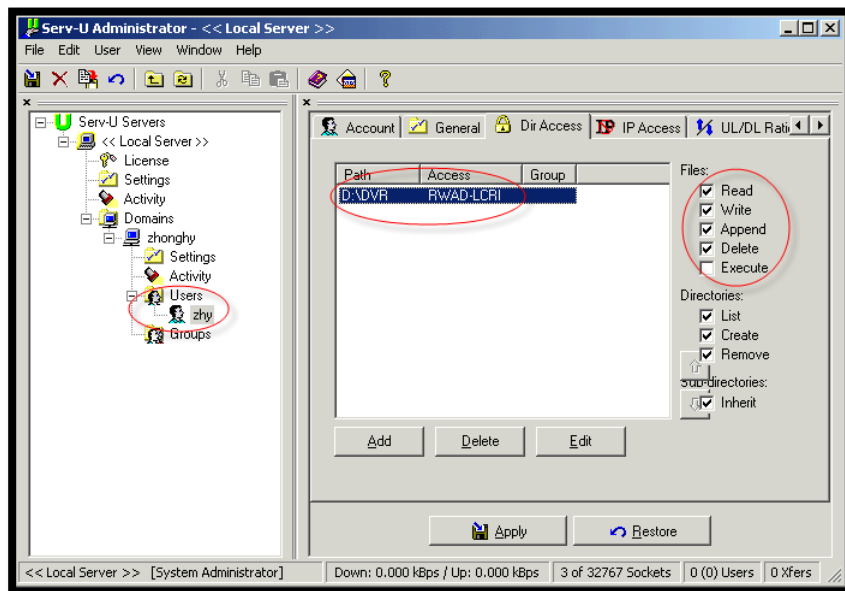 Serv-U Administrator - << Local Server >>
File Edit User View Window Help
Serv-U Servers
<< Local Server >>
License
Settings
Activity
Domains
zhonghy
Settings
Activity
Users
zhy
Groups
Account General Dir Access IP Access UL/DL Rati
Path Access Group
D:\DVR RWAD-LCRI
Files:
Read
Write
Append
Delete
Execute
Directories:
List
Create
Remove
Sub-directories:
Inherit
Add Delete Edit
Apply Restore
<< Local Server >> [System Administrator] Down: 0.000 kBps / Up: 0.000 kBps 3 of 32767 Sockets 0 (0) Users 0 Xfers